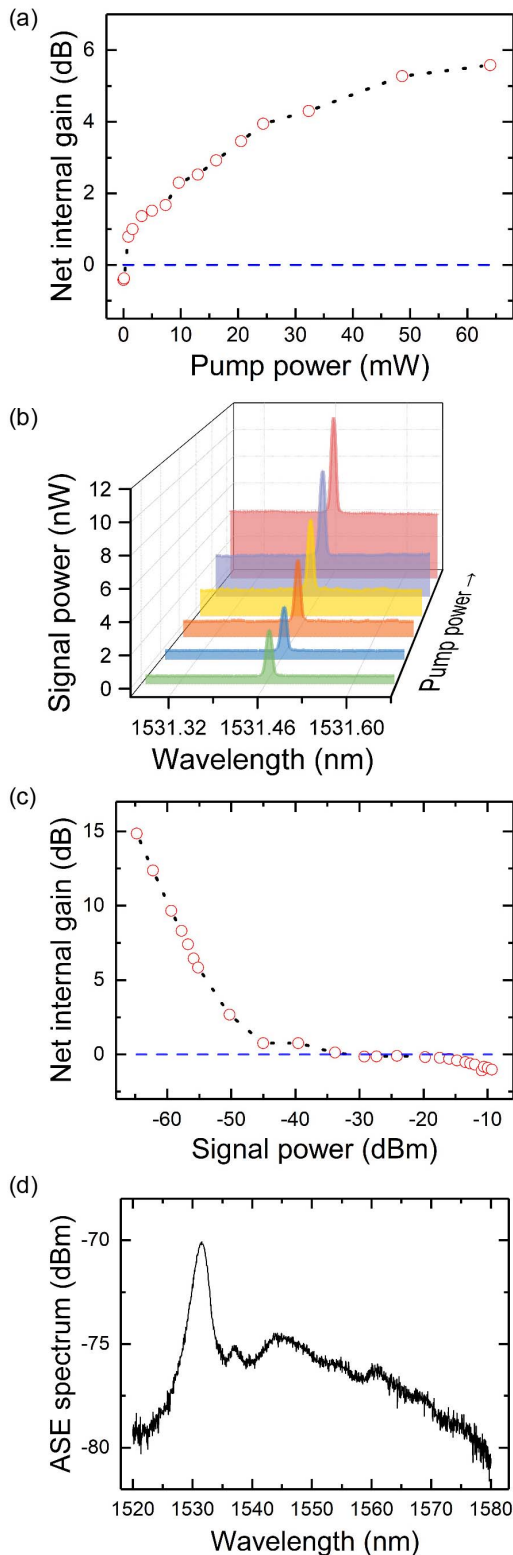 (a)
Net internal gain (dB)
6
4
2
0
0 10 20 30 40 50 60
Pump power (mW)
(b)
Signal power (nW)
12
10
8
6
4
2
0
1531.32 1531.46 1531.60
Wavelength (nm)
Pump power →
(c)
Net internal gain (dB)
15
10
5
0
-60 -50 -40 -30 -20 -10
Signal power (dBm)
(d)
ASE spectrum (dBm)
-70
-75
-80
1520 1530 1540 1550 1560 1570 1580
Wavelength (nm)